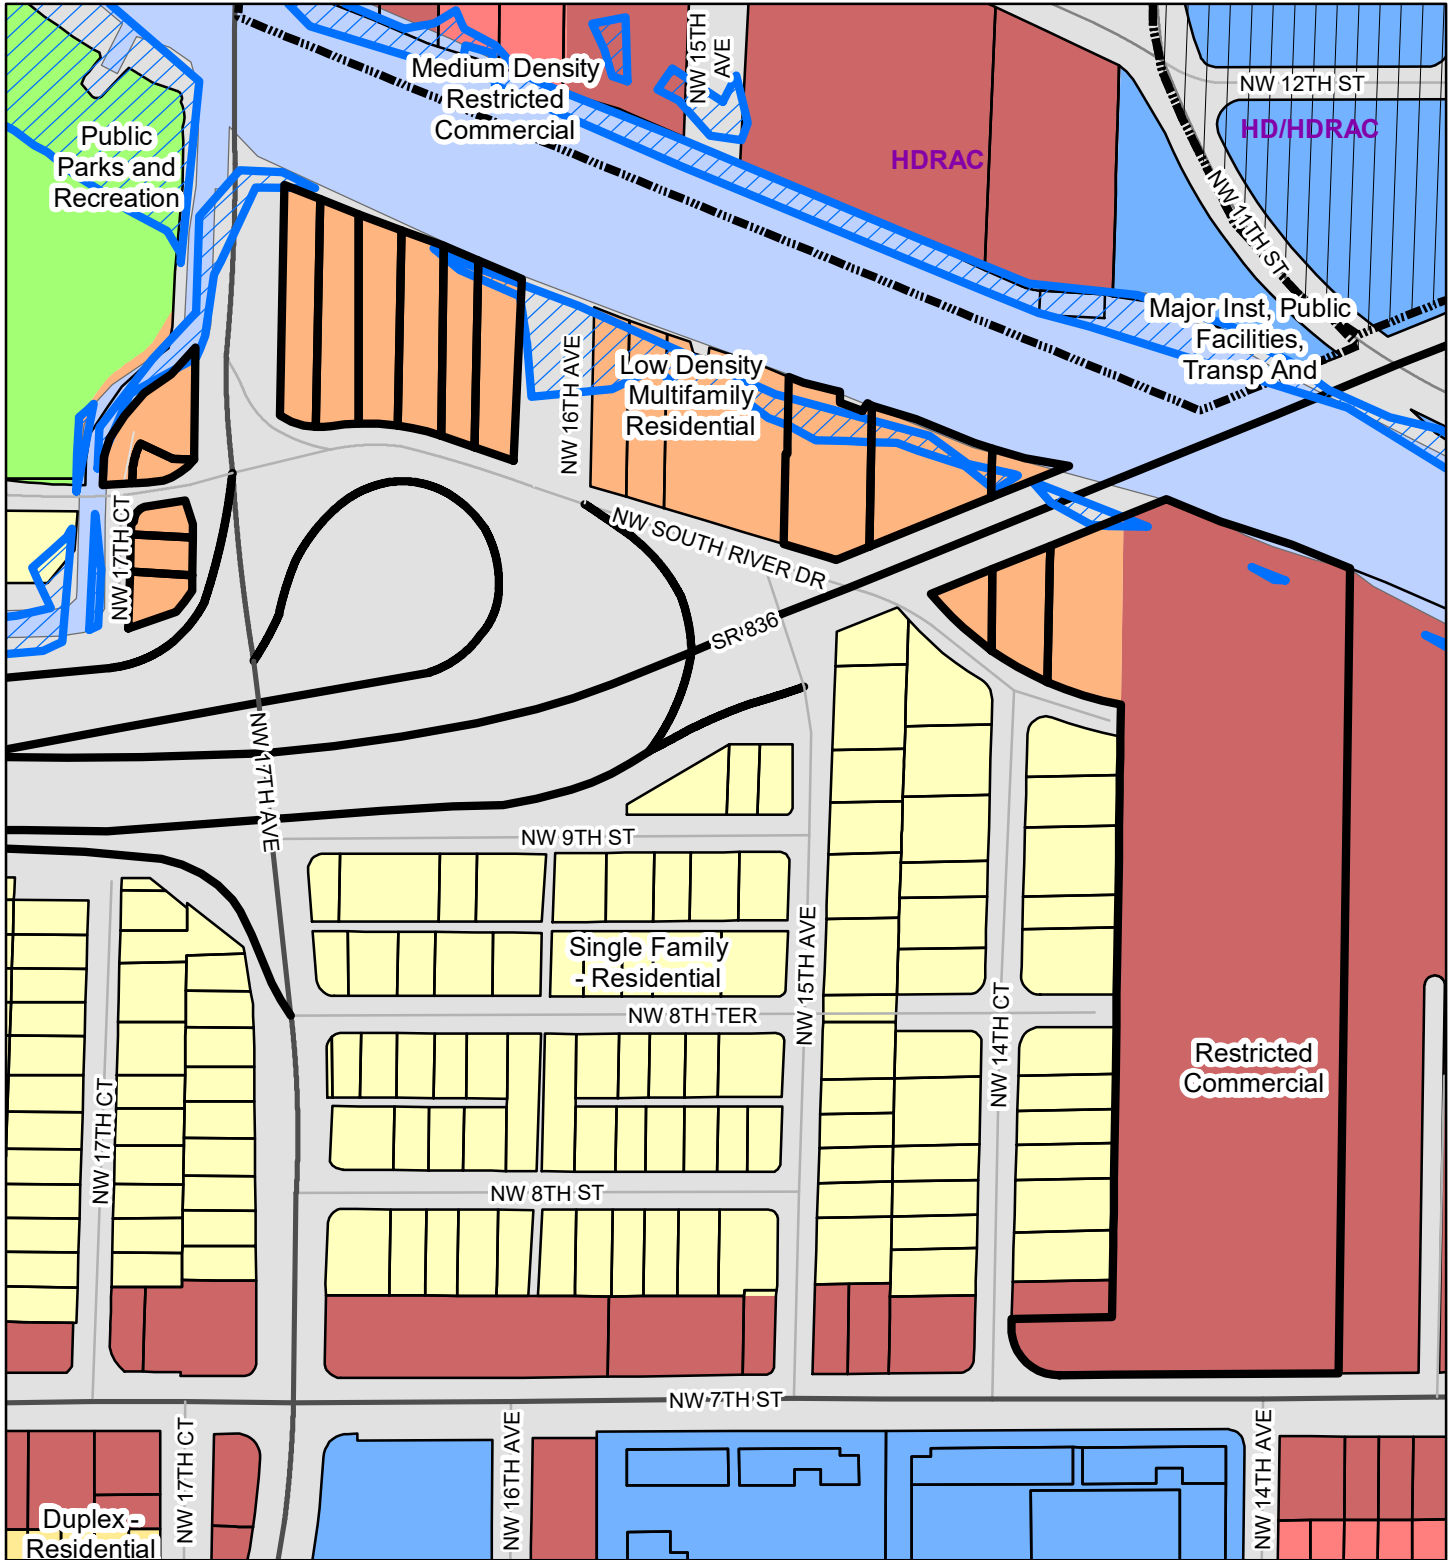 NW 15TH
AVE
Medium Density
Restricted
Commercial
NW 12TH ST
HD/HDRAC
Public
Parks and
Recreation
HDRAC
NW 11TH ST
Major Inst, Public
Facilities,
Transp And
NW 16TH AVE
Low Density
Multifamily
Residential
NW 17TH CT
NW SOUTH RIVER DR
SR 836
NW 17TH AVE
NW 9TH ST
Single Family
- Residential
NW 15TH AVE
NW 8TH TER
NW 14TH CT
Restricted
Commercial
NW 17TH CT
NW 8TH ST
NW 7TH ST
NW 17TH CT
NW 16TH AVE
NW 14TH AVE
Duplex -
Residential